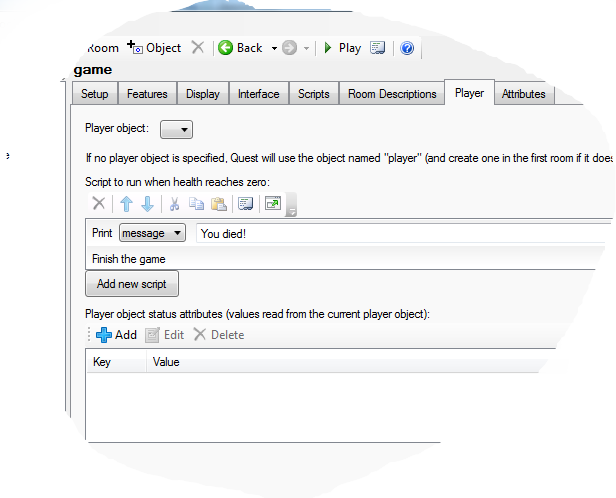 Room Object Back Play
game
Setup Features Display Interface Scripts Room Descriptions Player Attributes
Player object:
If no player object is specified, Quest will use the object named "player" (and create one in the first room if it does
Script to run when health reaches zero:
Print message You died!
Finish the game
Add new script
Player object status attributes (values read from the current player object):
Add Edit Delete
Key Value